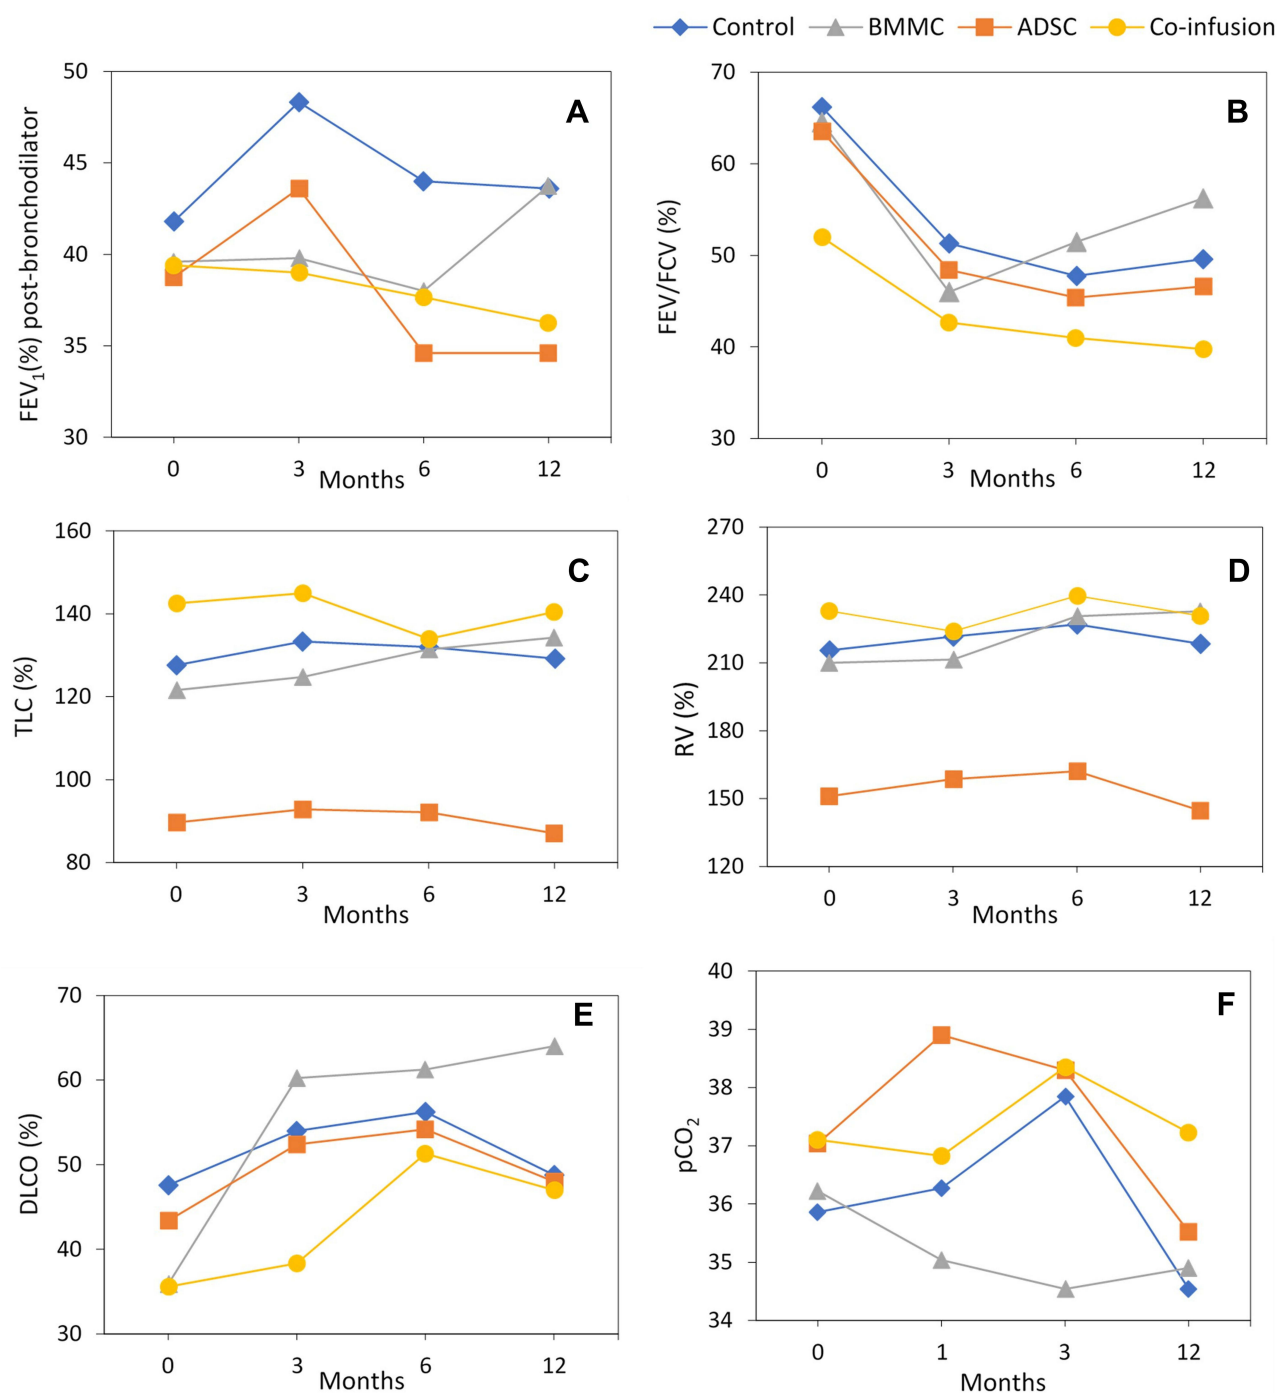 Control BMMC ADSC Co-infusion
A
FEV1(%) post-bronchodilator
50
45
40
35
30
0 3 6 12
Months
B
FEV/FCV (%)
70
60
50
40
30
0 3 6 12
Months
C
TLC (%)
160
140
120
100
80
0 3 6 12
Months
D
RV (%)
270
240
210
180
150
120
0 3 6 12
Months
E
DLCO (%)
70
60
50
40
30
0 3 6 12
Months
F
pCO2
40
39
38
37
36
35
34
0 1 3 12
Months